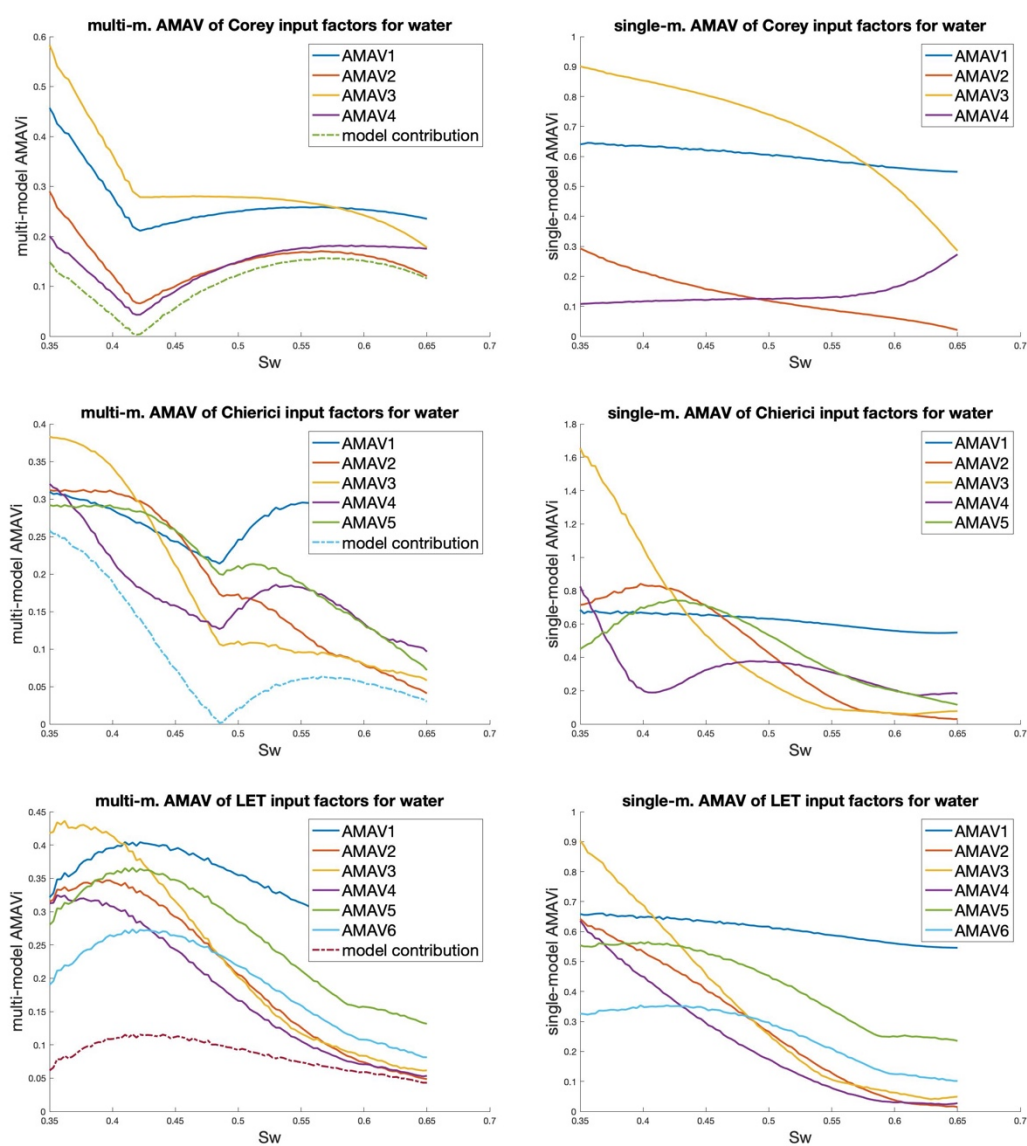 multi-m. AMAV of Corey input factors for water
0.6
0.5
0.4
0.3
0.2
0.1
0
multi-model AMAVi
AMAV1
AMAV2
AMAV3
AMAV4
model contribution
0.35 0.4 0.45 0.5 0.55 0.6 0.65 0.7
Sw
single-m. AMAV of Corey input factors for water
1
0.9
0.8
0.7
0.6
0.5
0.4
0.3
0.2
0.1
0
single-model AMAVi
AMAV1
AMAV2
AMAV3
AMAV4
0.35 0.4 0.45 0.5 0.55 0.6 0.65 0.7
Sw
multi-m. AMAV of Chierici input factors for water
0.4
0.35
0.3
0.25
0.2
0.15
0.1
0.05
0
multi-model AMAVi
AMAV1
AMAV2
AMAV3
AMAV4
AMAV5
model contribution
0.35 0.4 0.45 0.5 0.55 0.6 0.65 0.7
Sw
single-m. AMAV of Chierici input factors for water
1.8
1.6
1.4
1.2
1
0.8
0.6
0.4
0.2
0
single-model AMAVi
AMAV1
AMAV2
AMAV3
AMAV4
AMAV5
0.35 0.4 0.45 0.5 0.55 0.6 0.65 0.7
Sw
multi-m. AMAV of LET input factors for water
0.45
0.4
0.35
0.3
0.25
0.2
0.15
0.1
0.05
0
multi-model AMAVi
AMAV1
AMAV2
AMAV3
AMAV4
AMAV5
AMAV6
model contribution
0.35 0.4 0.45 0.5 0.55 0.6 0.65 0.7
Sw
single-m. AMAV of LET input factors for water
1
0.9
0.8
0.7
0.6
0.5
0.4
0.3
0.2
0.1
0
single-model AMAVi
AMAV1
AMAV2
AMAV3
AMAV4
AMAV5
AMAV6
0.35 0.4 0.45 0.5 0.55 0.6 0.65 0.7
Sw